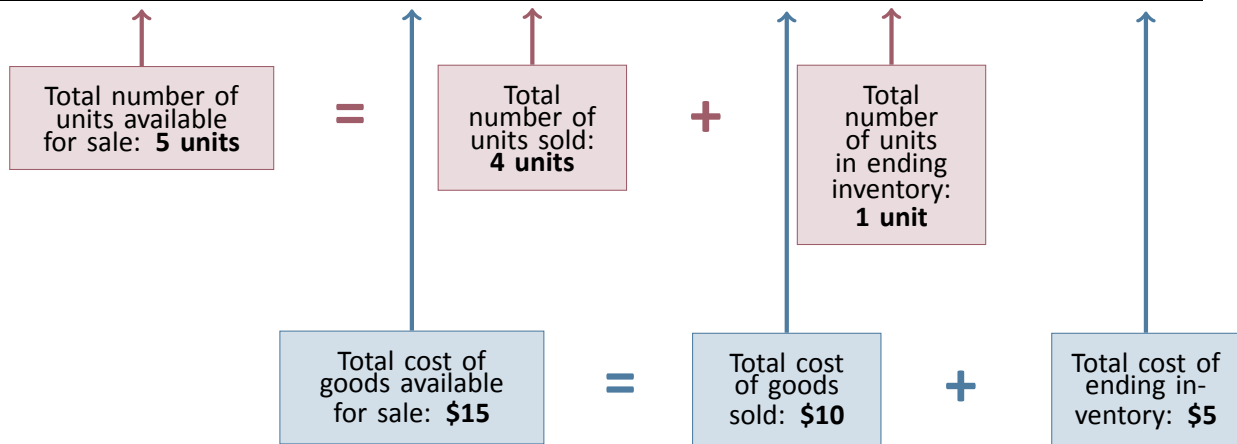 Total number of
units available
for sale: 5 units
=
Total
number of
units sold:
4 units
+
Total
number
of units
in ending
inventory:
1 unit
Total cost of
goods available
for sale: $15
=
Total cost
of goods
sold: $10
+
Total cost of
ending in-
ventory: $5